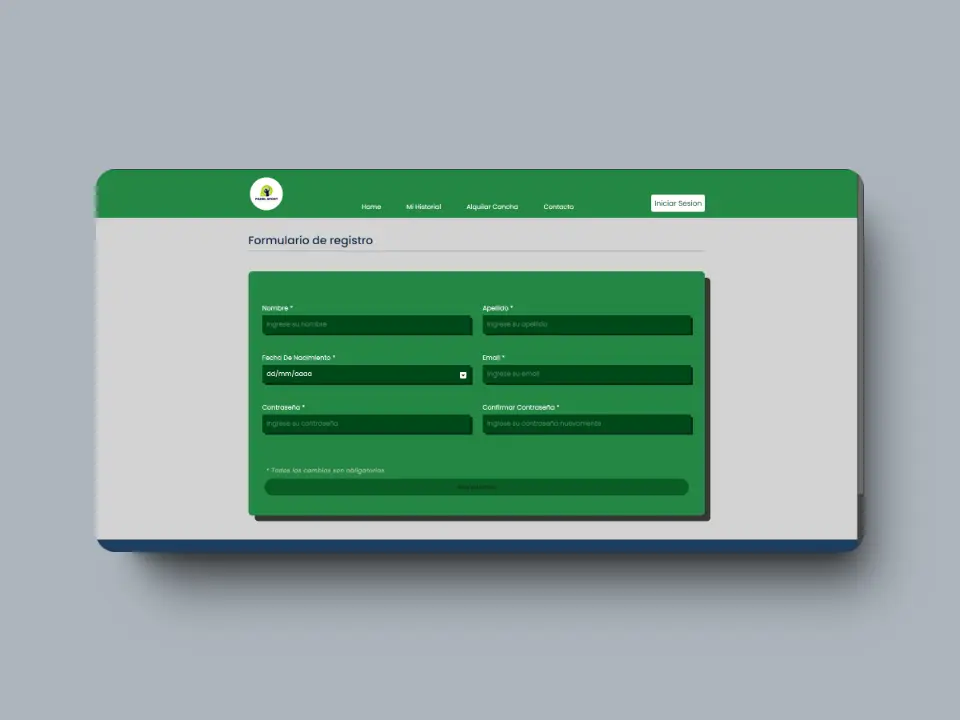 PADEL SPORT
Home
Mi Historial
Alquilar Cancha
Contacto
Iniciar Sesion
Formulario de registro
Nombre *
Apellido *
Ingrese su nombre
Ingrese su apellido
Fecha De Nacimiento *
Email *
dd/mm/aaaa
Ingrese su email
Contraseña *
Confirmar Contraseña *
Ingrese su contraseña
Ingrese su contraseña nuevamente
* Todos los cambios son obligatorios